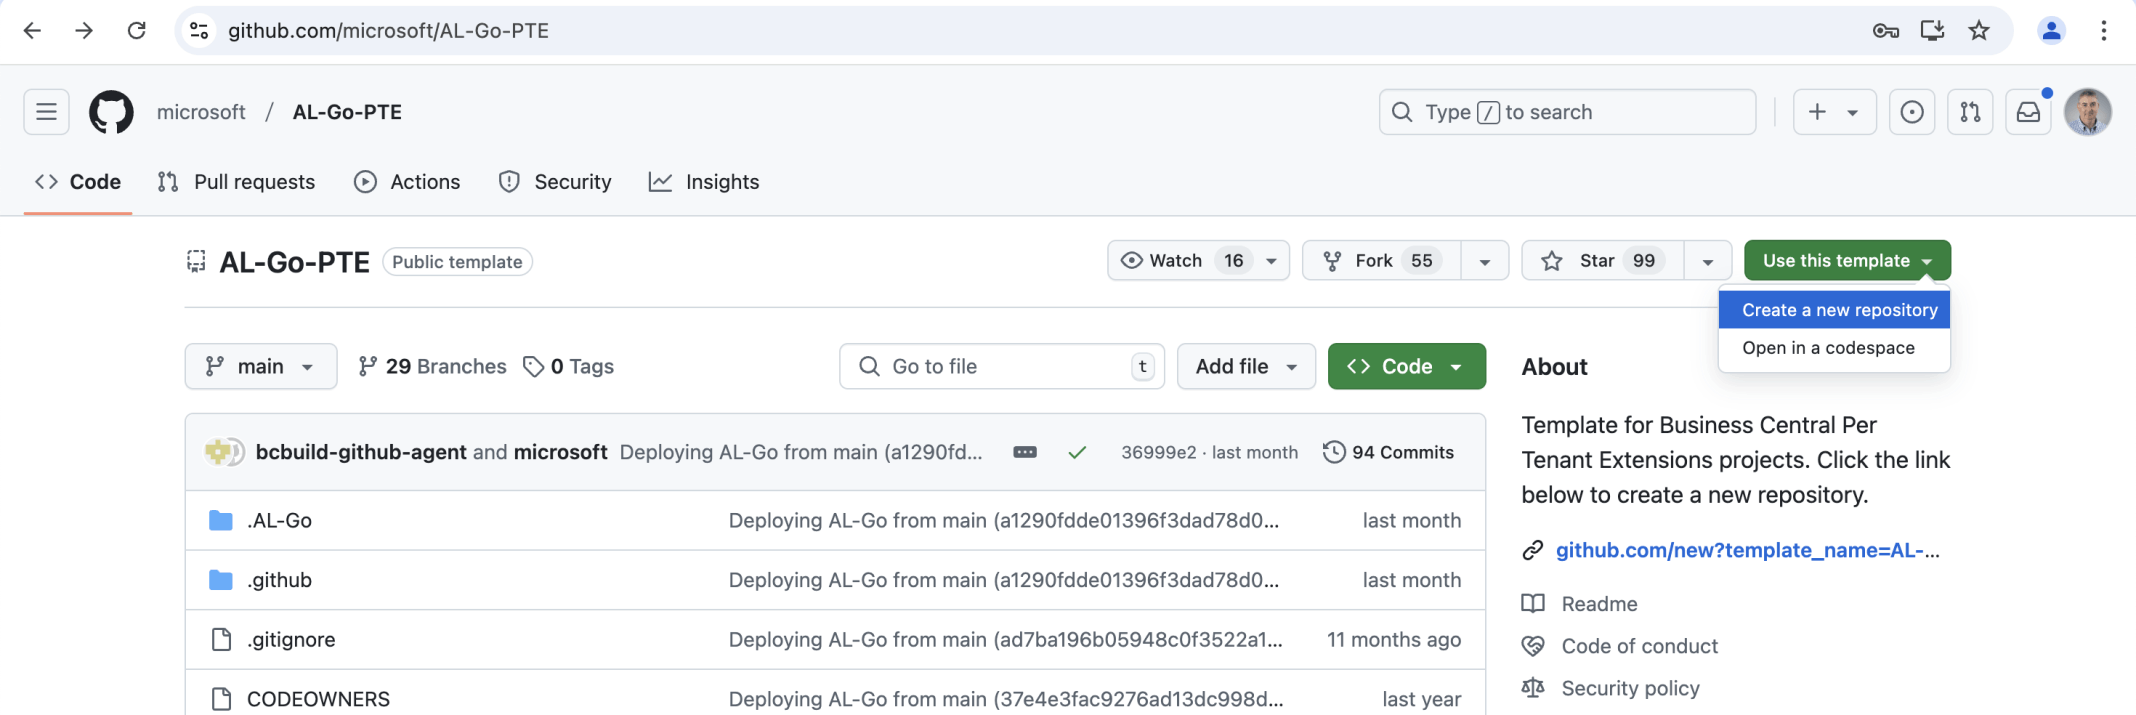 github.com/microsoft/AL-Go-PTE
microsoft / AL-Go-PTE
Type / to search
Code Pull requests Actions Security Insights
AL-Go-PTE Public template
Watch 16 Fork 55 Star 99 Use this template
Create a new repository
Open in a codespace
main 29 Branches 0 Tags Go to file t Add file Code
bcbuild-github-agent and microsoft Deploying AL-Go from main (a1290fd... 36999e2 · last month 94 Commits
.AL-Go Deploying AL-Go from main (a1290fdde01396f3dad78d0... last month
.github Deploying AL-Go from main (a1290fdde01396f3dad78d0... last month
.gitignore Deploying AL-Go from main (ad7ba196b05948c0f3522a1... 11 months ago
CODEOWNERS Deploying AL-Go from main (37e4e3fac9276ad13dc998d... last year
About
Template for Business Central Per
Tenant Extensions projects. Click the link
below to create a new repository.
github.com/new?template_name=AL-...
Readme
Code of conduct
Security policy